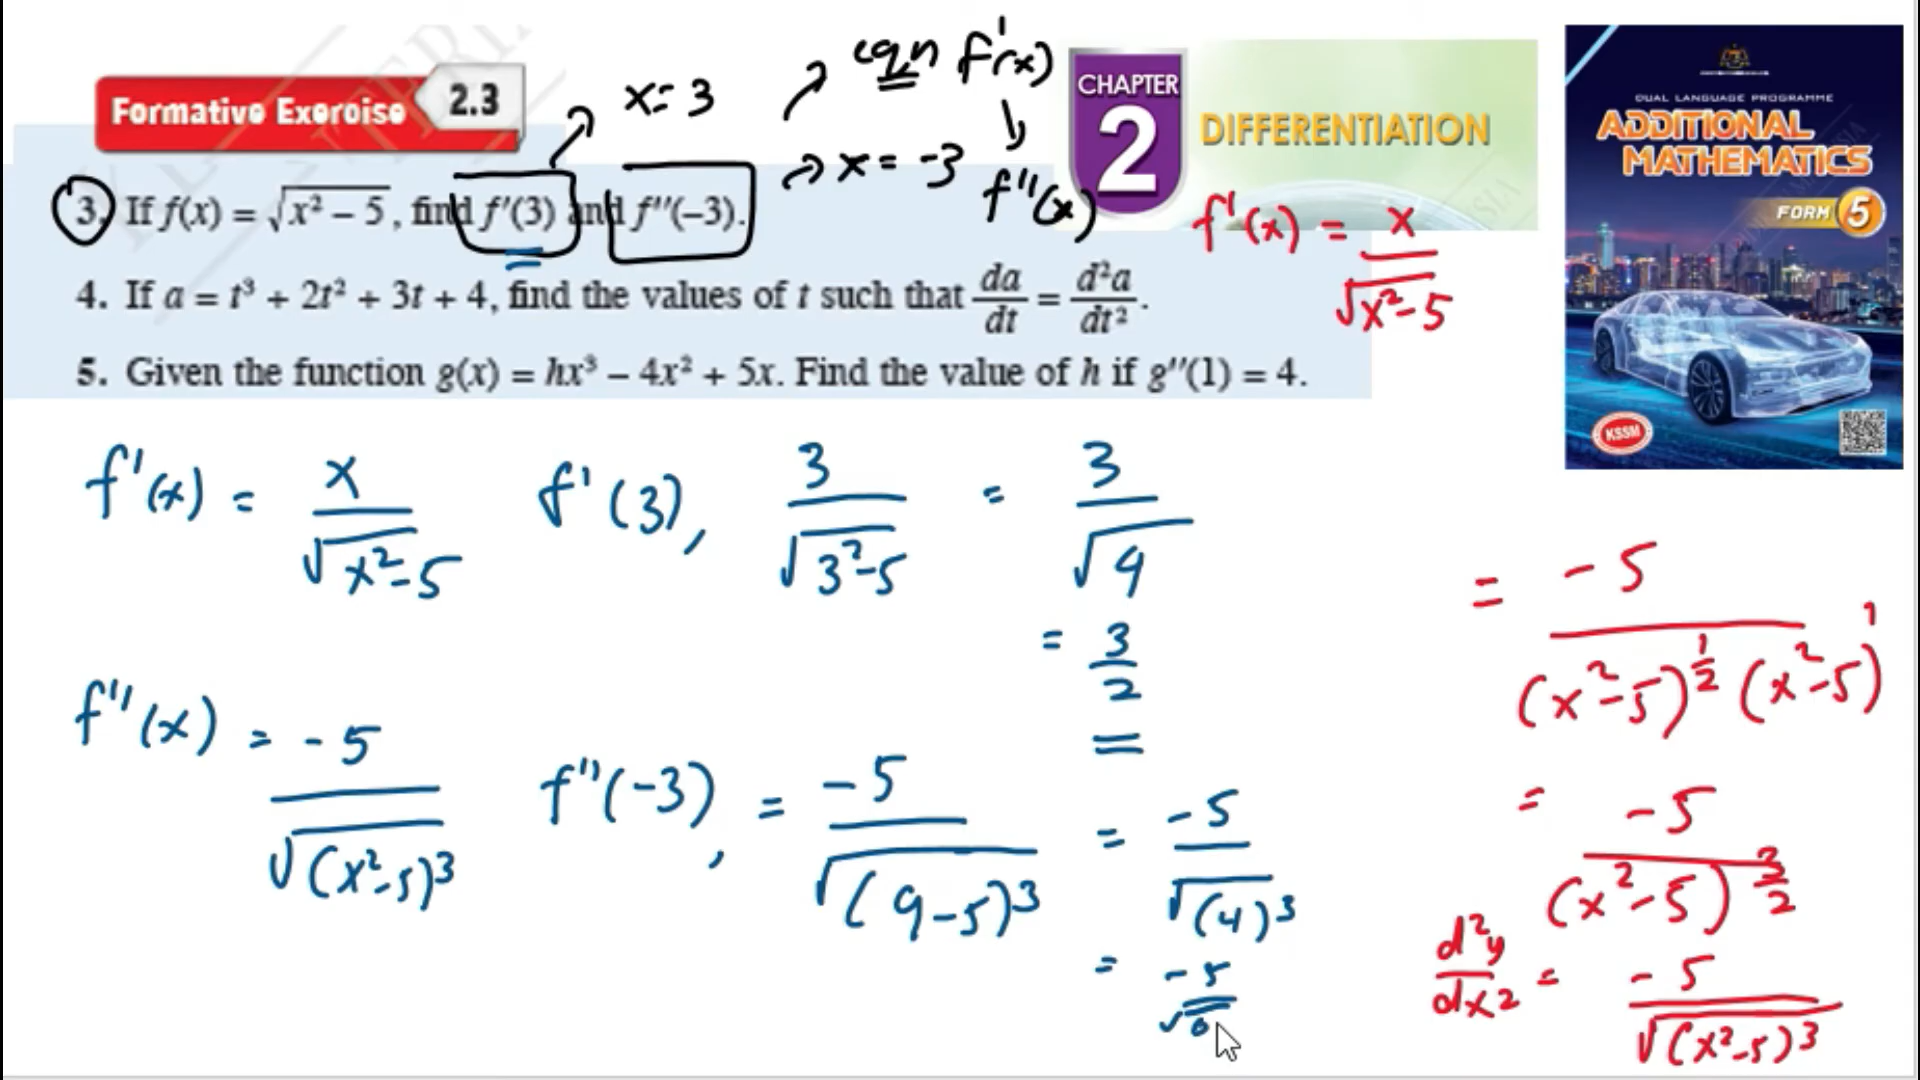 Formative Exercise 2.3
x = 3
eqn f'(x)
x = -3
f''(x)
CHAPTER 2
DIFFERENTIATION
DUAL LANGUAGE PROGRAMME
ADDITIONAL
MATHEMATICS
FORM 5
KSSM
3. If f(x) = √(x² – 5), find f′(3) and f″(–3).
4. If a = t³ + 2t² + 3t + 4, find the values of t such that da/dt = d²a/dt².
5. Given the function g(x) = hx³ – 4x² + 5x. Find the value of h if g″(1) = 4.
f'(x) = x/√(x²-5)
f'(x) = x/√(x²-5)
f'(3), 3/√(3²-5) = 3/√4
= 3/2
f''(x) = -5/√((x²-5)³)
f''(-3), = -5/√((9-5)³) = -5/√((4)³)
= -5/√6
= -5/((x²-5)^(1/2) (x²-5)^1)
= -5/(x²-5)^(3/2)
d²y/dx² = -5/√((x²-5)³)